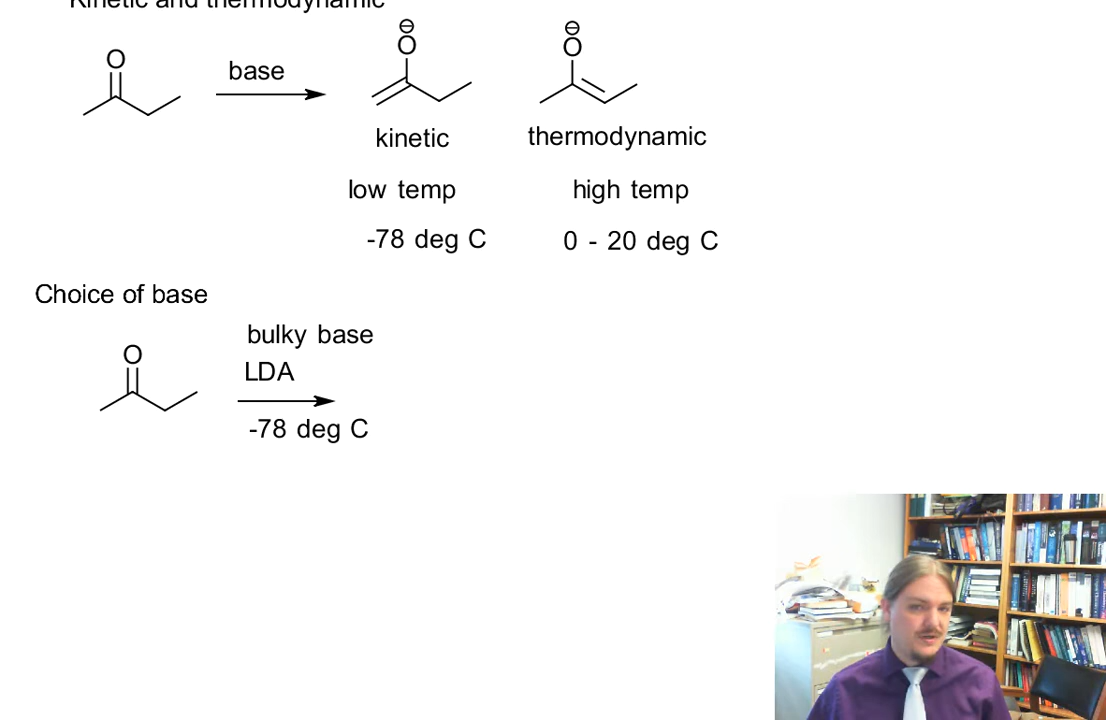 Kinetic and thermodynamic
O
base
⊖
O
⊖
O
kinetic
thermodynamic
low temp
high temp
-78 deg C
0 - 20 deg C
Choice of base
O
bulky base
LDA
-78 deg C